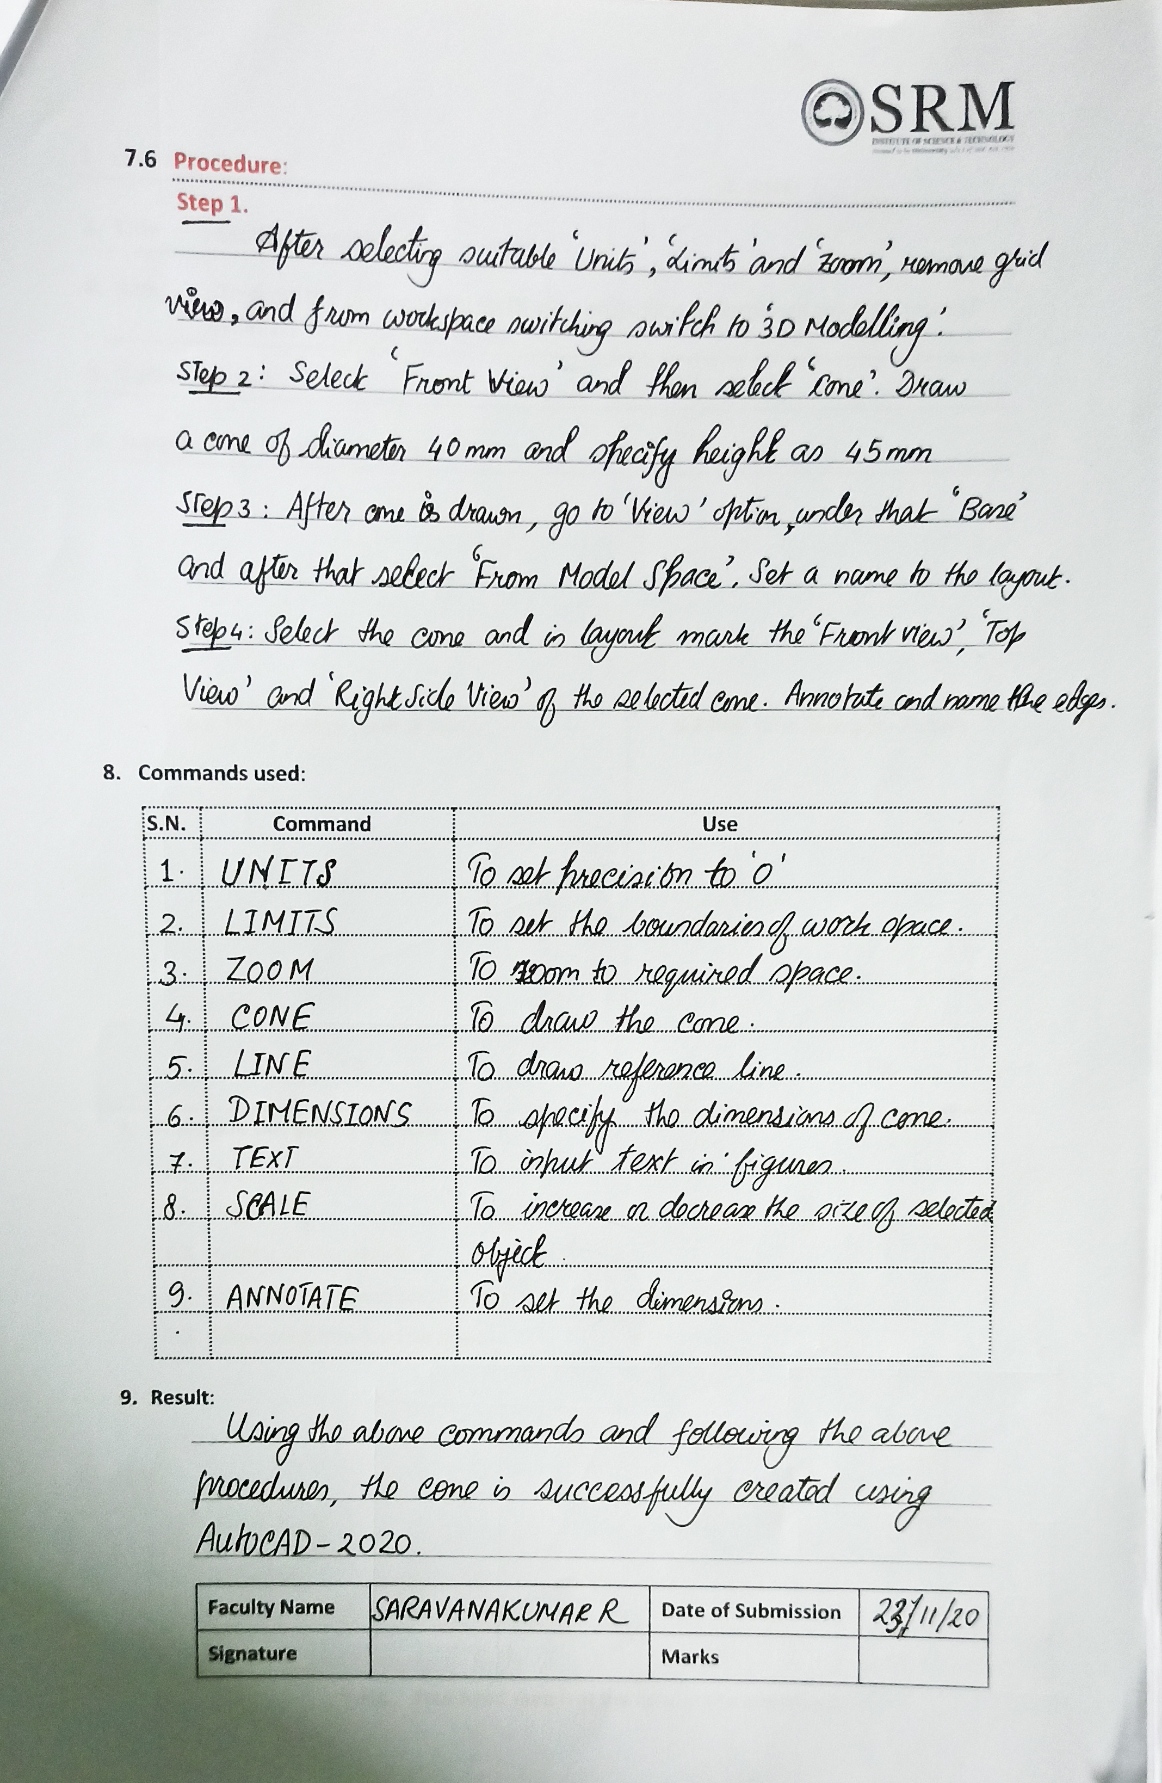 SRM
INSTITUTE OF SCIENCE & TECHNOLOGY
7.6 Procedure:
Step 1.
After selecting suitable 'Units', 'Limits' and 'Zoom', remove grid
view, and from workspace switching switch to '3D Modelling'.
Step 2: Select 'Front View' and then select 'cone'. Draw
a cone of diameter 40mm and specify height as 45mm
Step 3: After cone is drawn, go to 'View' option, under that 'Base'
and after that select 'From Model Space'. Set a name to the layout.
Step 4: Select the cone and in layout mark the 'Front view', 'Top
View' and 'Right Side View' of the selected cone. Annotate and name the edges.
8. Commands used:
S.N. Command Use
1. UNITS To set precision to '0'
2. LIMITS To set the boundaries of work space.
3. ZOOM To zoom to required space.
4. CONE To draw the cone.
5. LINE To draw reference line.
6. DIMENSIONS To specify the dimensions of cone.
7. TEXT To input text in figures.
8. SCALE To increase or decrease the size of selected
object.
9. ANNOTATE To set the dimensions.
9. Result:
Using the above commands and following the above
procedures, the cone is successfully created using
AutoCAD-2020.
Faculty Name SARAVANAKUMAR R Date of Submission 23/11/20
Signature Marks